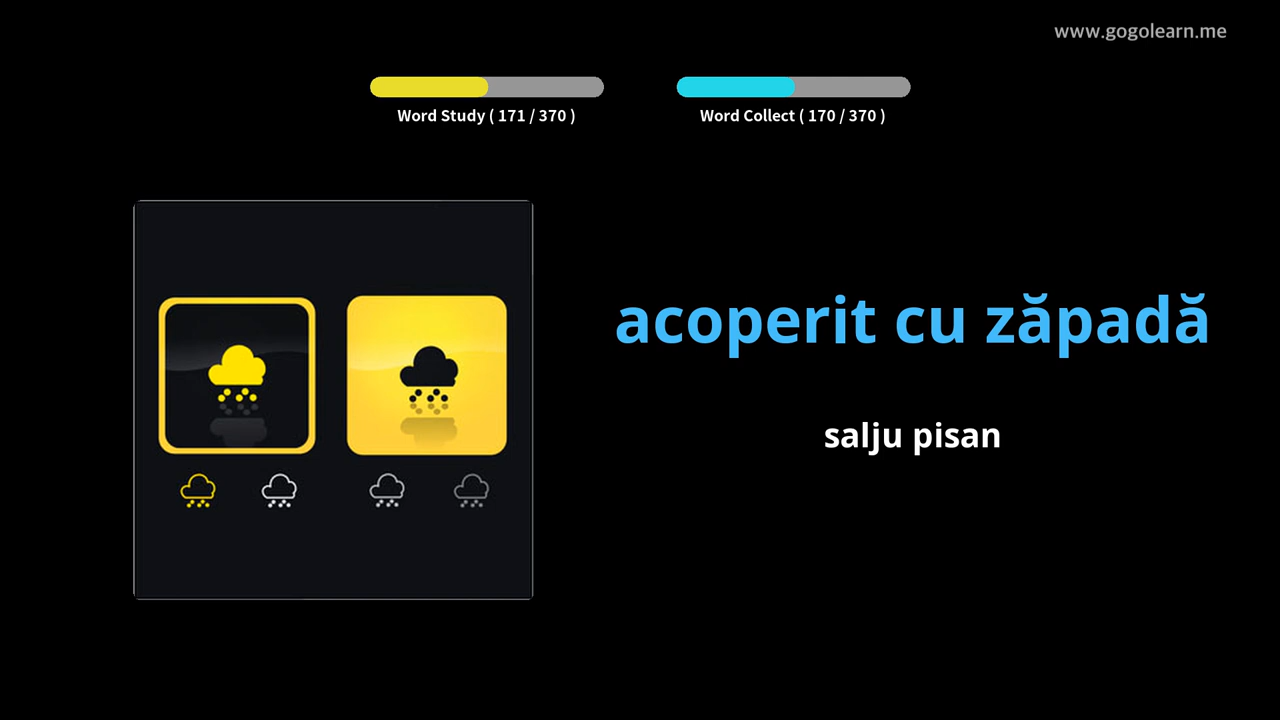 www.gogolearn.me
Word Study ( 171 / 370 )
Word Collect ( 170 / 370 )
acoperit cu zăpadă
salju pisan